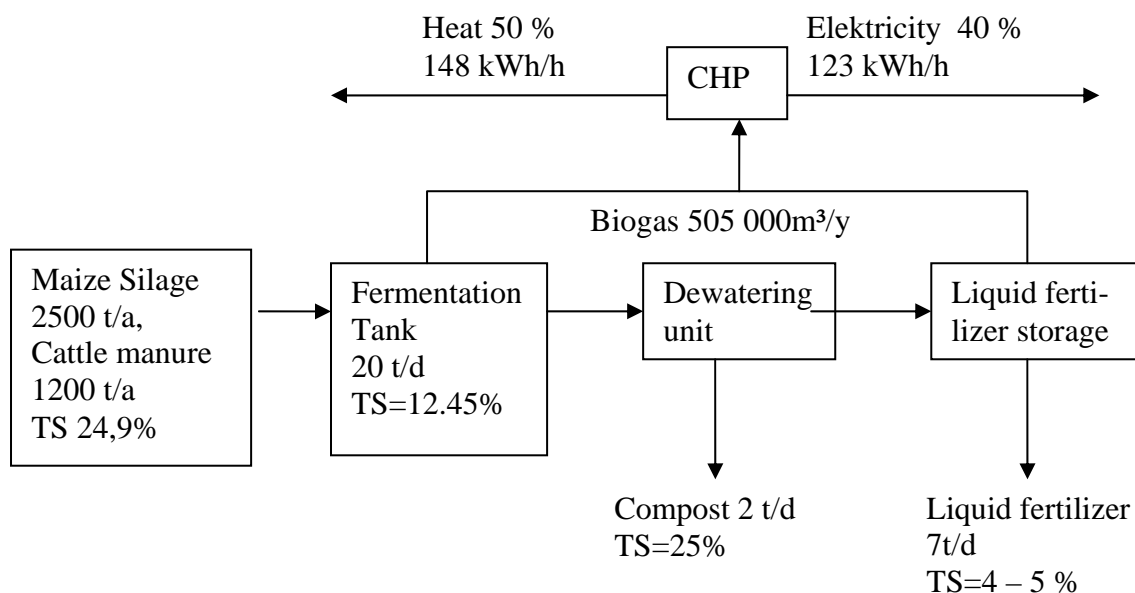 Heat 50 %
148 kWh/h
CHP
Elektricity 40 %
123 kWh/h
Biogas 505 000m³/y
Maize Silage
2500 t/a,
Cattle manure
1200 t/a
TS 24,9%
Fermentation
Tank
20 t/d
TS=12.45%
Dewatering
unit
Liquid ferti-
lizer storage
Compost 2 t/d
TS=25%
Liquid fertilizer
7t/d
TS=4 – 5 %